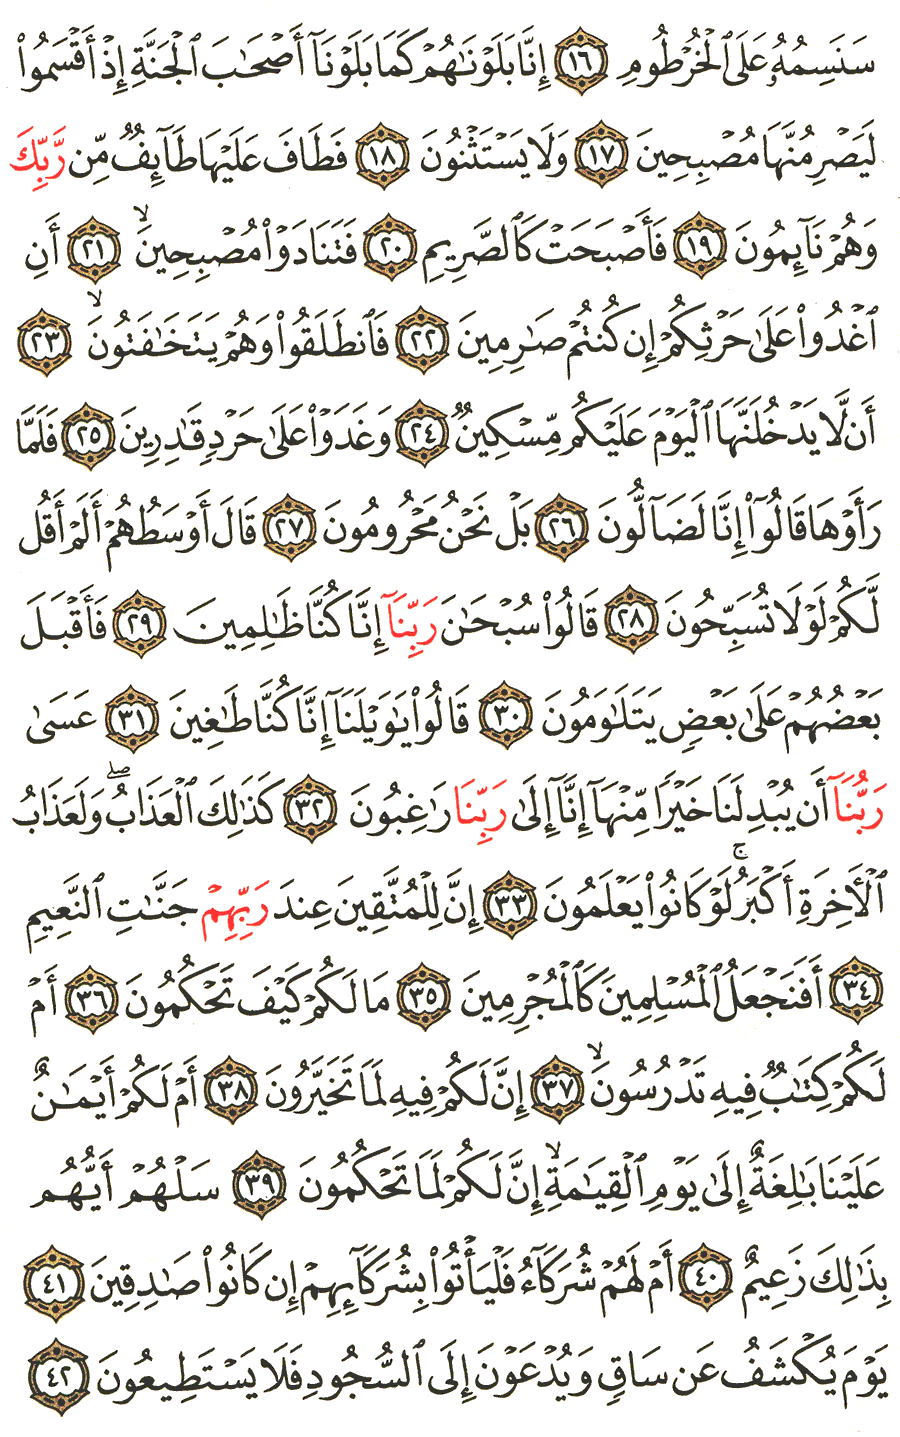 سَنَسِمُهُۥ عَلَى ٱلْخُرْطُومِ ١٦ إِنَّا بَلَوْنَـٰهُمْ كَمَا بَلَوْنَآ أَصْحَـٰبَ ٱلْجَنَّةِ إِذْ أَقْسَمُوا۟
لَيَصْرِمُنَّهَا مُصْبِحِينَ ١٧ وَلَا يَسْتَثْنُونَ ١٨ فَطَافَ عَلَيْهَا طَآئِفٌ مِّن رَّبِّكَ
وَهُمْ نَآئِمُونَ ١٩ فَأَصْبَحَتْ كَٱلصَّرِيمِ ٢٠ فَتَنَادَوْا۟ مُصْبِحِينَ ۙ ٢١ أَنِ
ٱغْدُوا۟ عَلَىٰ حَرْثِكُمْ إِن كُنتُمْ صَـٰرِمِينَ ٢٢ فَٱنطَلَقُوا۟ وَهُمْ يَتَخَـٰفَتُونَ ۙ ٢٣
أَن لَّا يَدْخُلَنَّهَا ٱلْيَوْمَ عَلَيْكُم مِّسْكِينٌ ٢٤ وَغَدَوْا۟ عَلَىٰ حَرْدٍ قَـٰدِرِينَ ٢٥ فَلَمَّا
رَأَوْهَا قَالُوٓا۟ إِنَّا لَضَآلُّونَ ٢٦ بَلْ نَحْنُ مَحْرُومُونَ ٢٧ قَالَ أَوْسَطُهُمْ أَلَمْ أَقُل
لَّكُمْ لَوْلَا تُسَبِّحُونَ ٢٨ قَالُوا۟ سُبْحَـٰنَ رَبِّنَآ إِنَّا كُنَّا ظَـٰلِمِينَ ٢٩ فَأَقْبَلَ
بَعْضُهُمْ عَلَىٰ بَعْضٍ يَتَلَـٰوَمُونَ ٣٠ قَالُوا۟ يَـٰوَيْلَنَآ إِنَّا كُنَّا طَـٰغِينَ ٣١ عَسَىٰ
رَبُّنَآ أَن يُبْدِلَنَا خَيْرًا مِّنْهَآ إِنَّآ إِلَىٰ رَبِّنَا رَٰغِبُونَ ٣٢ كَذَٰلِكَ ٱلْعَذَابُ ۖ وَلَعَذَابُ
ٱلْـَٔاخِرَةِ أَكْبَرُ ۚ لَوْ كَانُوا۟ يَعْلَمُونَ ٣٣ إِنَّ لِلْمُتَّقِينَ عِندَ رَبِّهِمْ جَنَّـٰتِ ٱلنَّعِيمِ
٣٤ أَفَنَجْعَلُ ٱلْمُسْلِمِينَ كَٱلْمُجْرِمِينَ ٣٥ مَا لَكُمْ كَيْفَ تَحْكُمُونَ ٣٦ أَمْ
لَكُمْ كِتَـٰبٌ فِيهِ تَدْرُسُونَ ۙ ٣٧ إِنَّ لَكُمْ فِيهِ لَمَا تَخَيَّرُونَ ٣٨ أَمْ لَكُمْ أَيْمَـٰنٌ
عَلَيْنَا بَـٰلِغَةٌ إِلَىٰ يَوْمِ ٱلْقِيَـٰمَةِ ۙ إِنَّ لَكُمْ لَمَا تَحْكُمُونَ ٣٩ سَلْهُمْ أَيُّهُم
بِذَٰلِكَ زَعِيمٌ ٤٠ أَمْ لَهُمْ شُرَكَآءُ فَلْيَأْتُوا۟ بِشُرَكَآئِهِمْ إِن كَانُوا۟ صَـٰدِقِينَ ٤١
يَوْمَ يُكْشَفُ عَن سَاقٍ وَيُدْعَوْنَ إِلَى ٱلسُّجُودِ فَلَا يَسْتَطِيعُونَ ٤٢